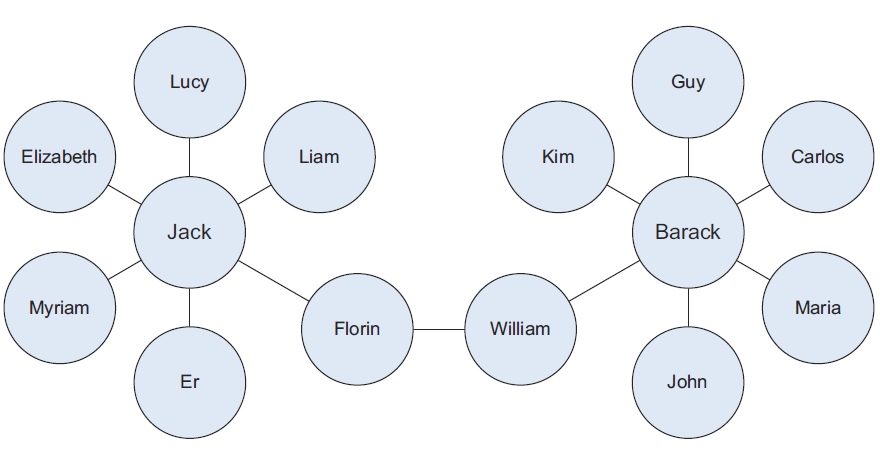 Lucy
Guy
Elizabeth
Liam
Kim
Carlos
Jack
Barack
Myriam
Florin
William
Maria
Er
John